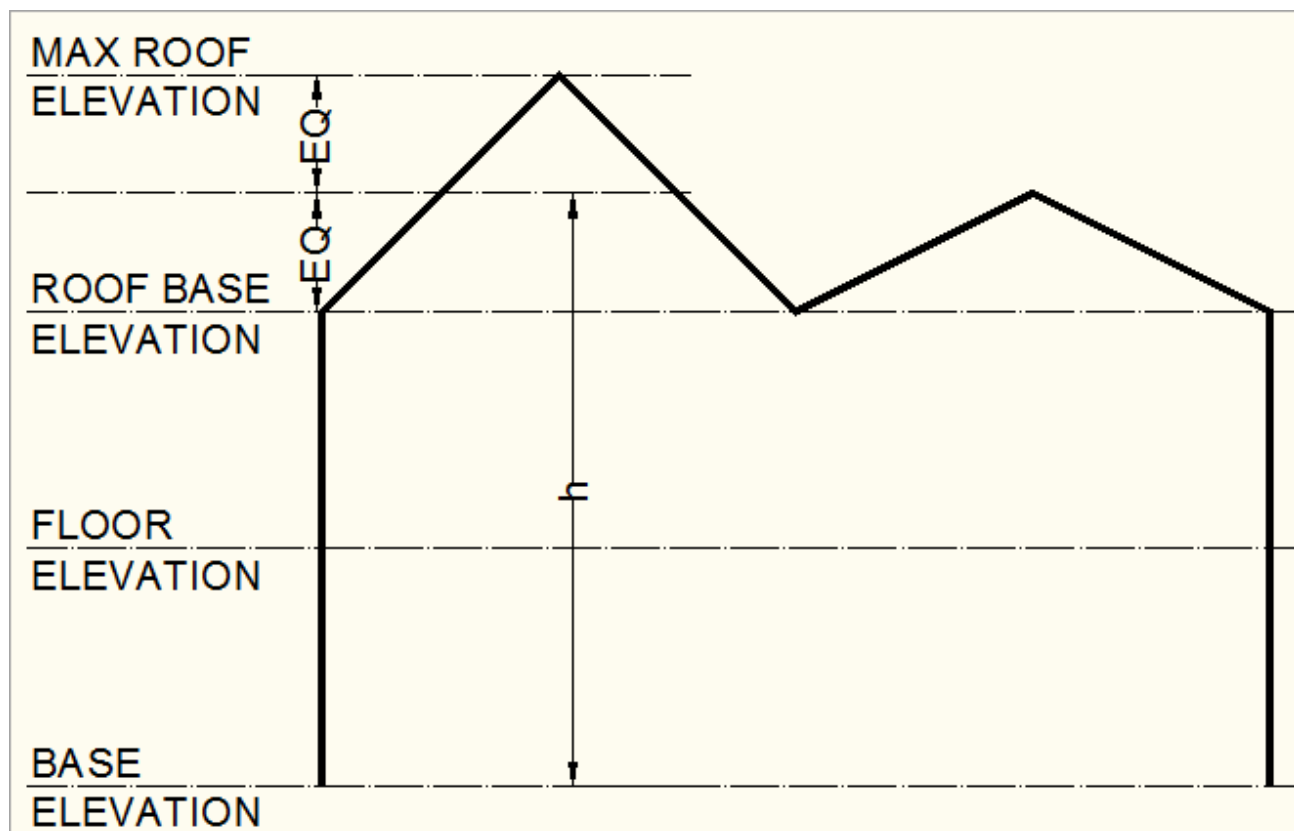 MAX ROOF
ELEVATION
EQ
EQ
ROOF BASE
ELEVATION
h
FLOOR
ELEVATION
BASE
ELEVATION